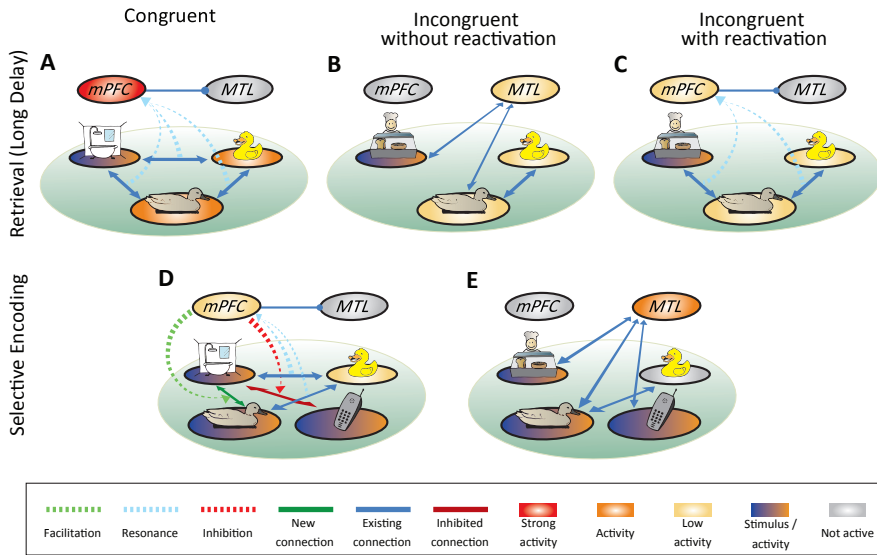 Congruent
Incongruent
without reactivation
Incongruent
with reactivation
Retrieval (Long Delay)
A
mPFC
MTL
B
mPFC
MTL
C
mPFC
MTL
Selective Encoding
D
mPFC
MTL
E
mPFC
MTL
Facilitation
Resonance
Inhibition
New
connection
Existing
connection
Inhibited
connection
Strong
activity
Activity
Low
activity
Stimulus /
activity
Not active